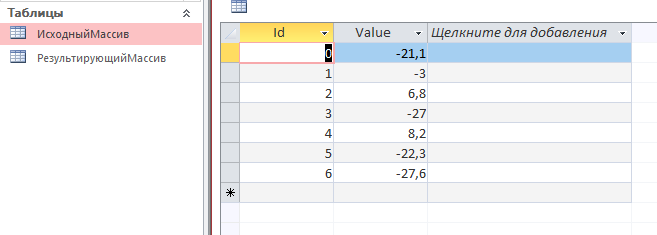 Таблицы
ИсходныйМассив
РезультирующийМассив
Id Value Щелкните для добавления
0 -21,1
1 -3
2 6,8
3 -27
4 8,2
5 -22,3
6 -27,6